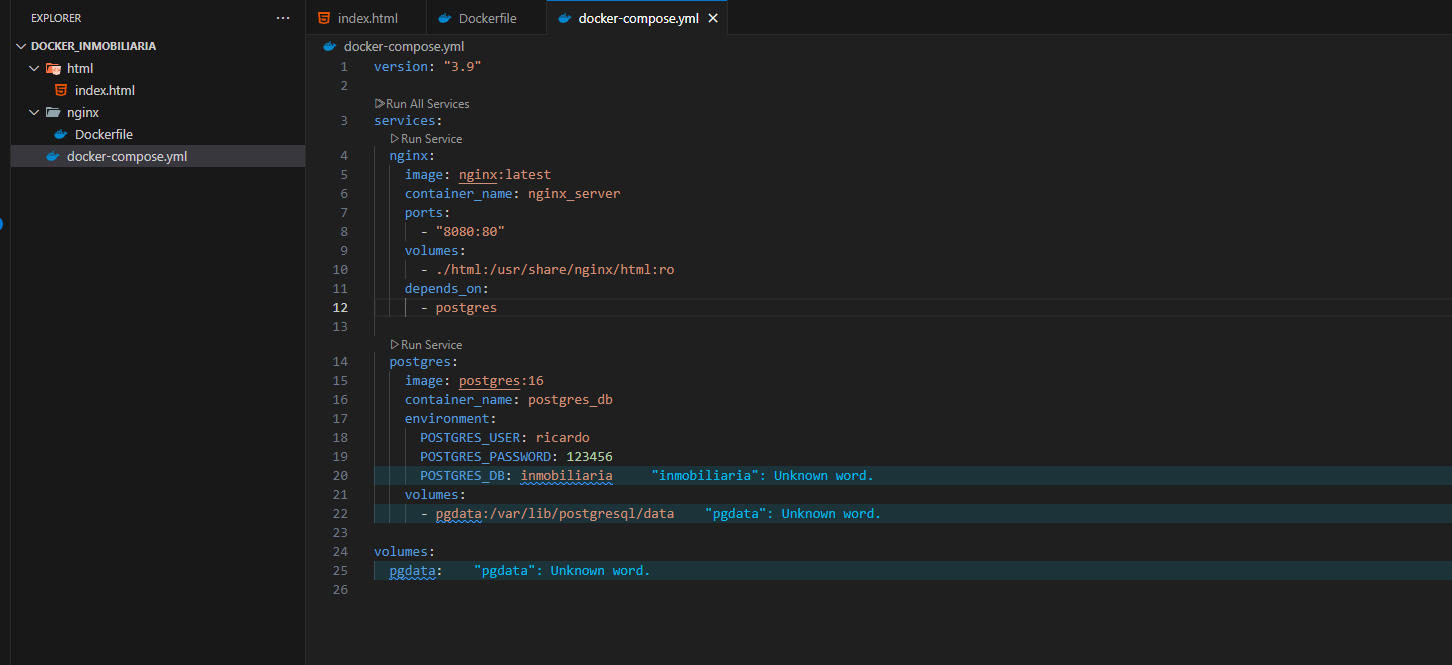 EXPLORER ···
DOCKER_INMOBILIARIA
html
index.html
nginx
Dockerfile
docker-compose.yml
index.html Dockerfile docker-compose.yml
docker-compose.yml
1 version: "3.9"
2
Run All Services
3 services:
Run Service
4 nginx:
5 image: nginx:latest
6 container_name: nginx_server
7 ports:
8 - "8080:80"
9 volumes:
10 - ./html:/usr/share/nginx/html:ro
11 depends_on:
12 - postgres
13
Run Service
14 postgres:
15 image: postgres:16
16 container_name: postgres_db
17 environment:
18 POSTGRES_USER: ricardo
19 POSTGRES_PASSWORD: 123456
20 POSTGRES_DB: inmobiliaria "inmobiliaria": Unknown word.
21 volumes:
22 - pgdata:/var/lib/postgresql/data "pgdata": Unknown word.
23
24 volumes:
25 pgdata: "pgdata": Unknown word.
26